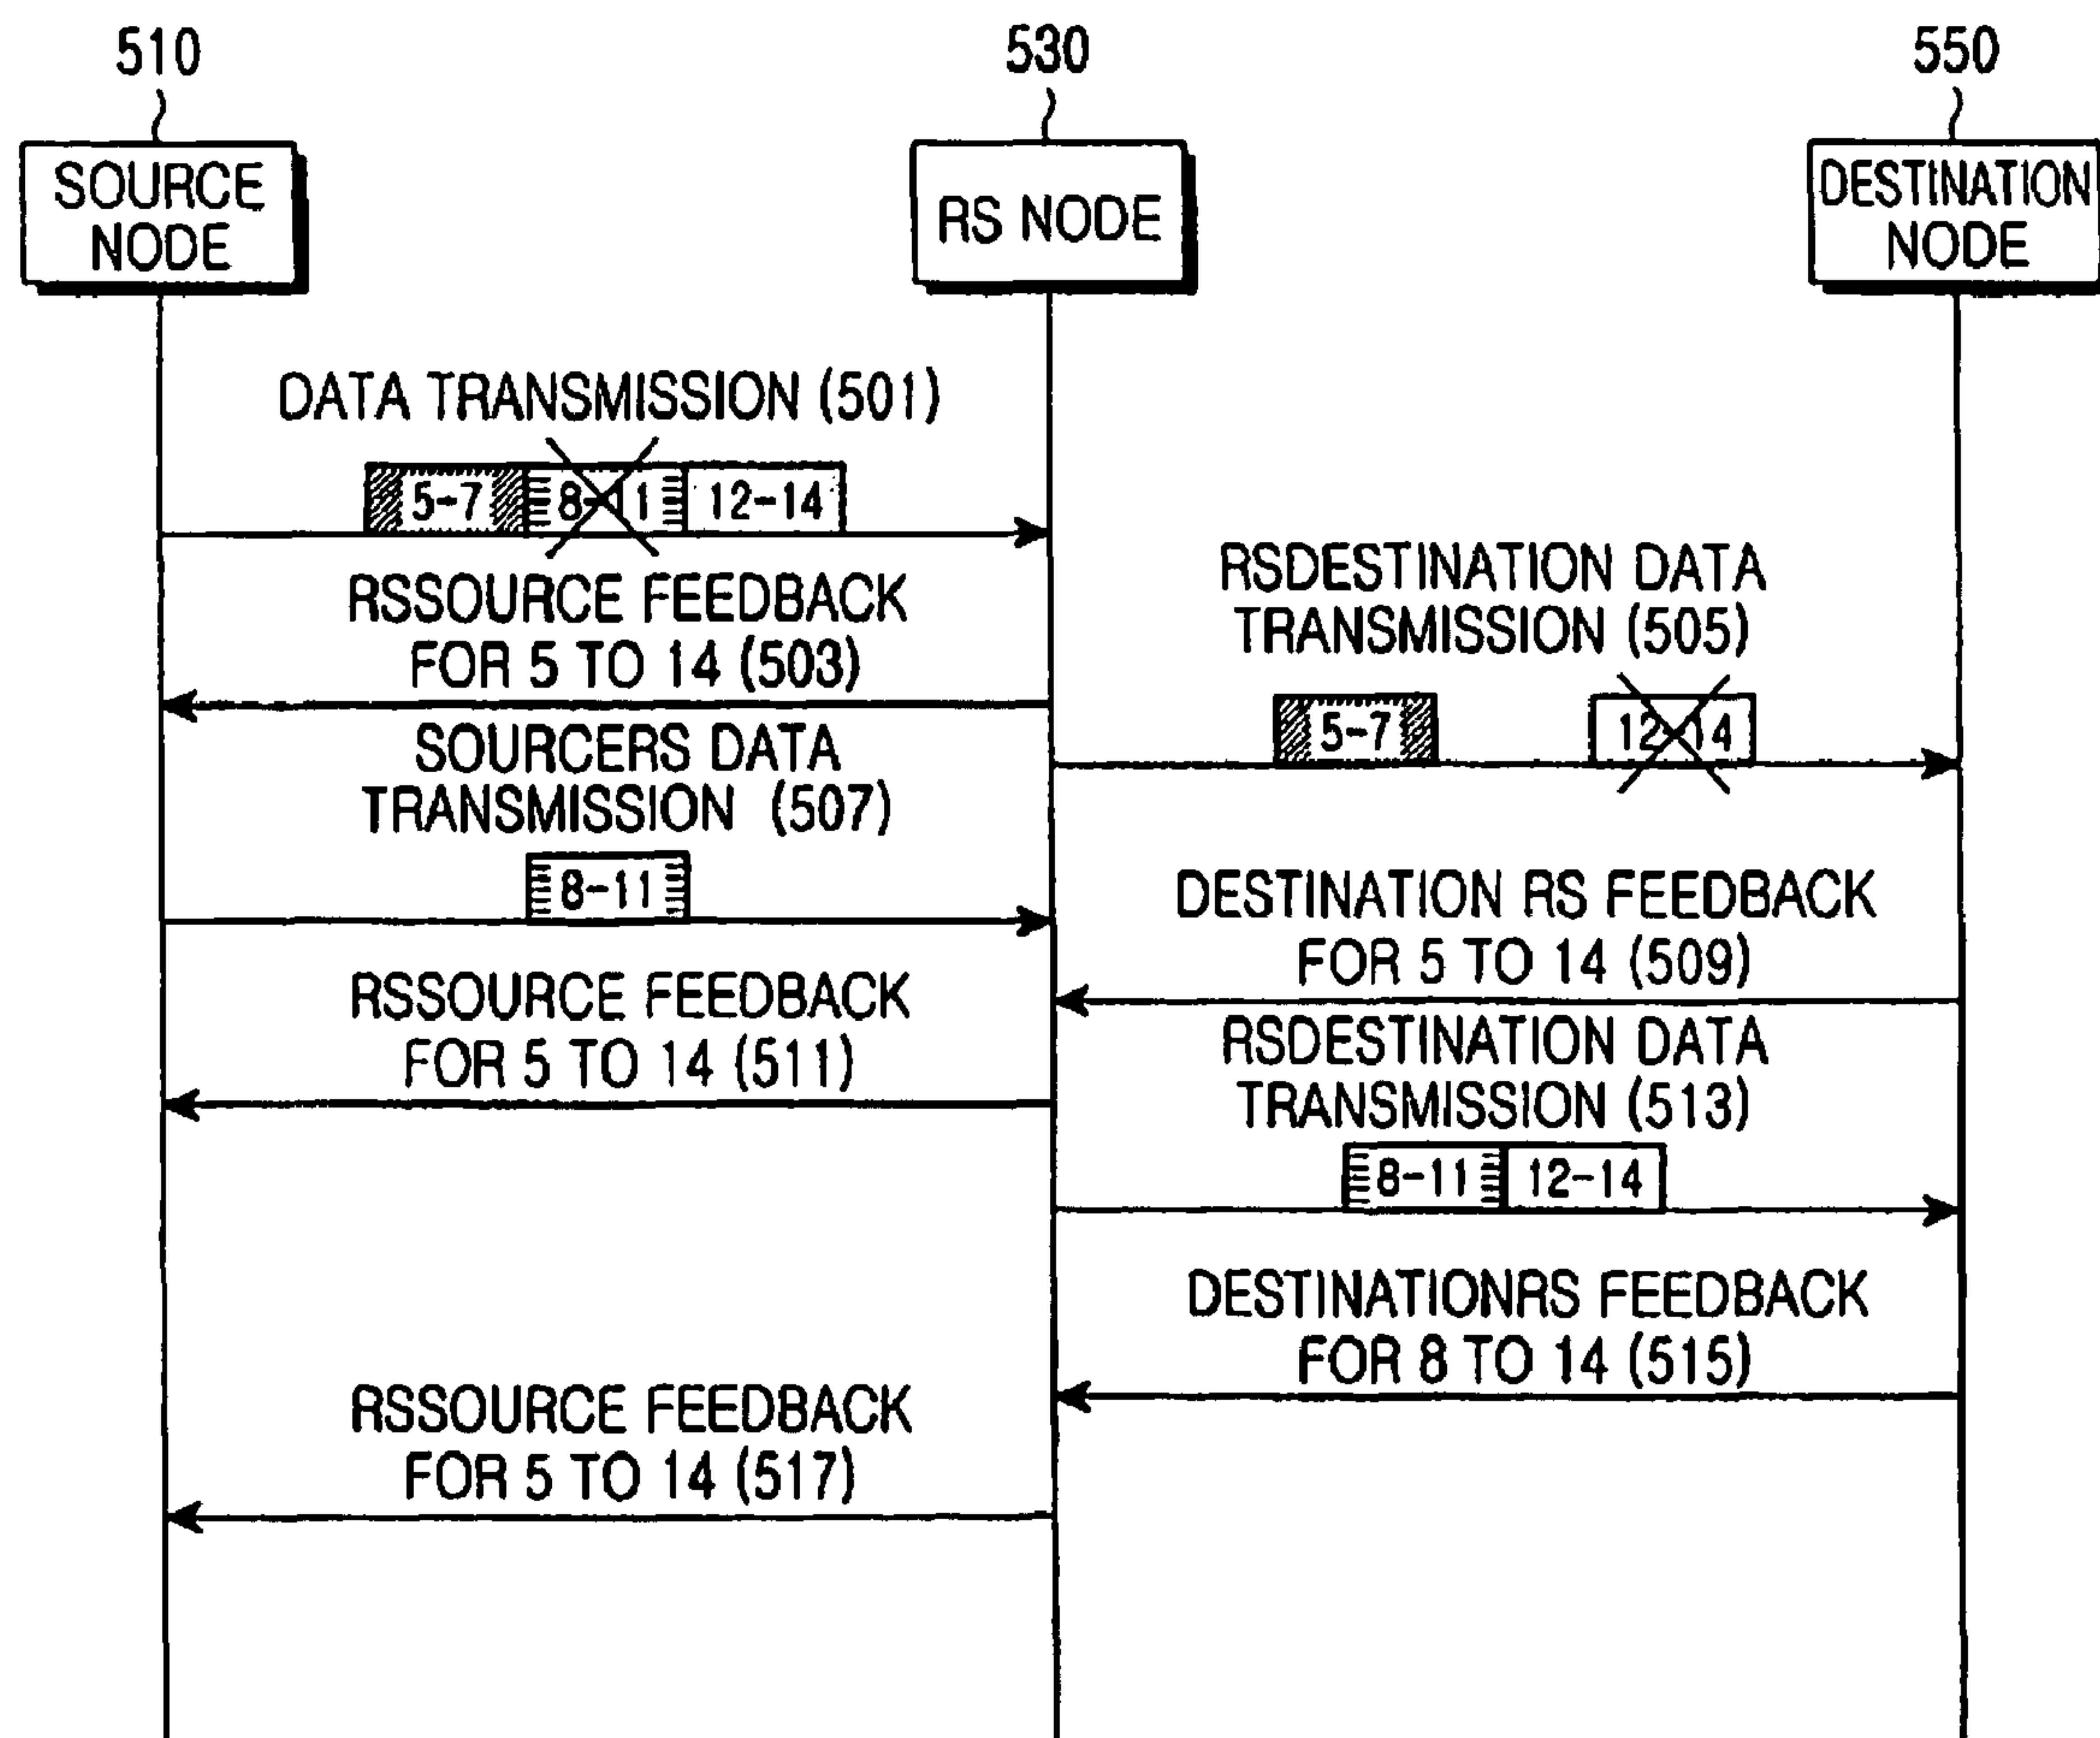 510
530
550
SOURCE
NODE
RS NODE
DESTINATION
NODE
DATA TRANSMISSION (501)
5-7 8-11 12-14
RSSOURCE FEEDBACK
FOR 5 TO 14 (503)
RSDESTINATION DATA
TRANSMISSION (505)
5-7 12-14
SOURCERS DATA
TRANSMISSION (507)
8-11
DESTINATION RS FEEDBACK
FOR 5 TO 14 (509)
RSSOURCE FEEDBACK
FOR 5 TO 14 (511)
RSDESTINATION DATA
TRANSMISSION (513)
8-11 12-14
DESTINATIONRS FEEDBACK
FOR 8 TO 14 (515)
RSSOURCE FEEDBACK
FOR 5 TO 14 (517)